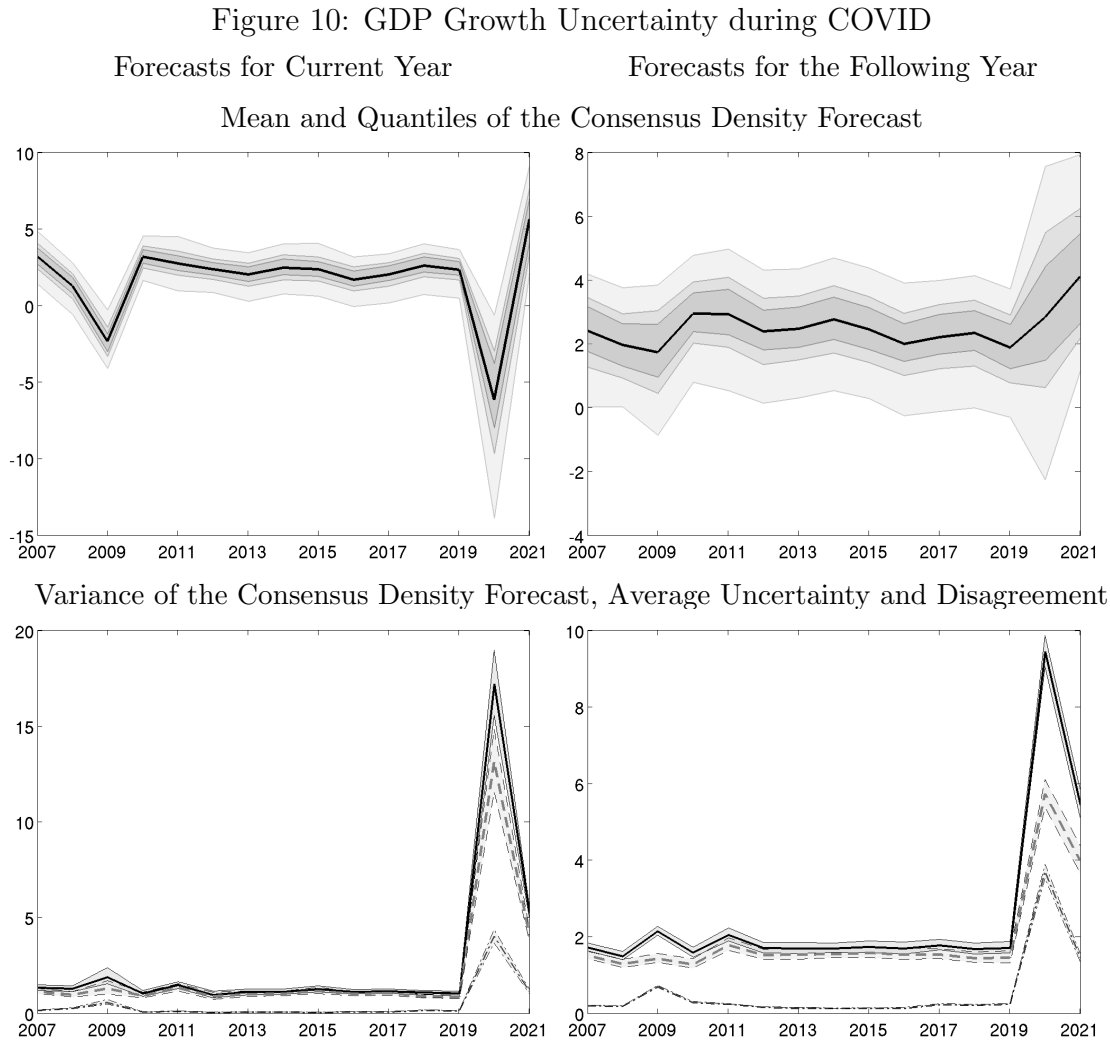 Figure 10: GDP Growth Uncertainty during COVID
Forecasts for Current Year
Forecasts for the Following Year
Mean and Quantiles of the Consensus Density Forecast
10
5
0
-5
-10
-15
2007 2009 2011 2013 2015 2017 2019 2021
8
6
4
2
0
-2
-4
2007 2009 2011 2013 2015 2017 2019 2021
Variance of the Consensus Density Forecast, Average Uncertainty and Disagreement
20
15
10
5
0
2007 2009 2011 2013 2015 2017 2019 2021
10
8
6
4
2
0
2007 2009 2011 2013 2015 2017 2019 2021